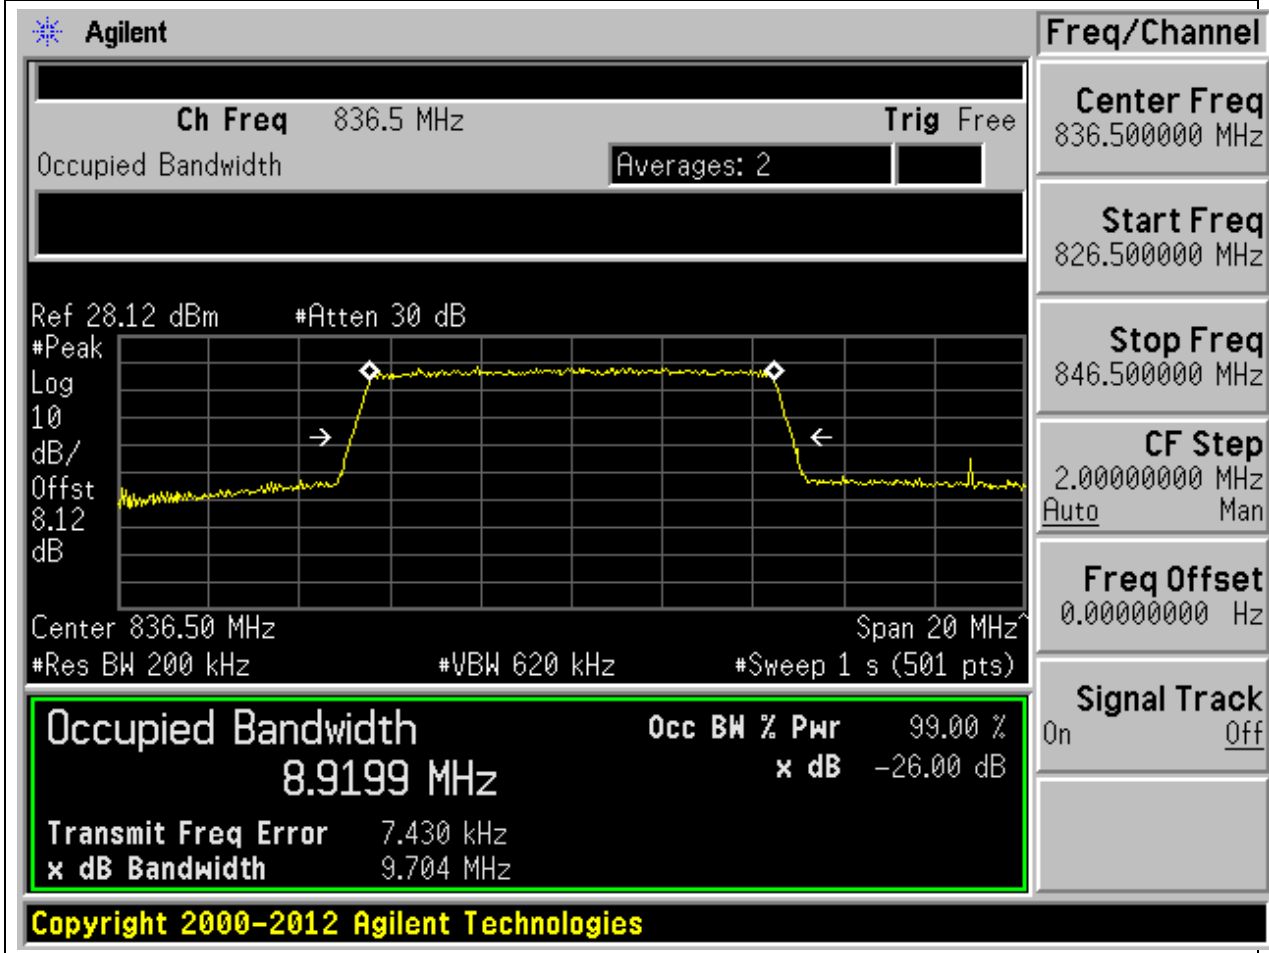 Agilent
Freq/Channel
Ch Freq 836.5 MHz Trig Free
Occupied Bandwidth Averages: 2
Center Freq
836.500000 MHz
Start Freq
826.500000 MHz
Stop Freq
846.500000 MHz
CF Step
2.00000000 MHz
Auto Man
Freq Offset
0.00000000 Hz
Signal Track
On Off
Ref 28.12 dBm #Atten 30 dB
#Peak
Log
10
dB/
Offst
8.12
dB
Center 836.50 MHz Span 20 MHz^
#Res BW 200 kHz #VBW 620 kHz #Sweep 1 s (501 pts)
Occupied Bandwidth Occ BW % Pwr 99.00 %
8.9199 MHz x dB -26.00 dB
Transmit Freq Error 7.430 kHz
x dB Bandwidth 9.704 MHz
Copyright 2000-2012 Agilent Technologies